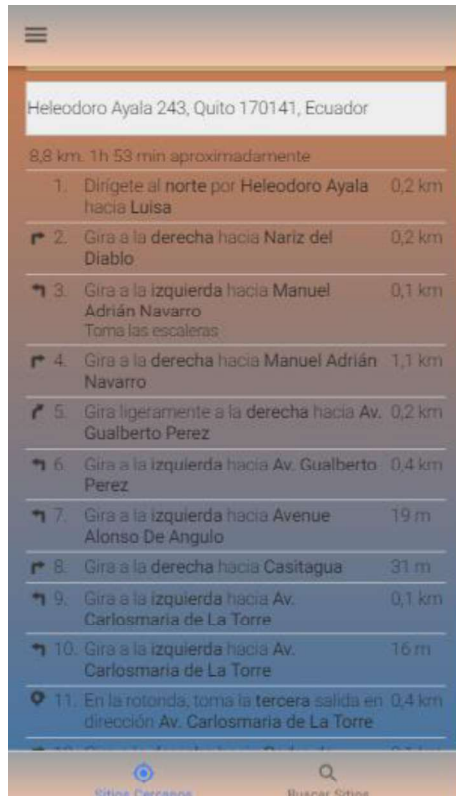 Heleodoro Ayala 243, Quito 170141, Ecuador
8,8 km. 1h 53 min aproximadamente
1. Dirígete al norte por Heleodoro Ayala 0,2 km
hacia Luisa
2. Gira a la derecha hacia Nariz del 0,2 km
Diablo
3. Gira a la izquierda hacia Manuel 0,1 km
Adrián Navarro
Toma las escaleras
4. Gira a la derecha hacia Manuel Adrián 1,1 km
Navarro
5. Gira ligeramente a la derecha hacia Av. 0,2 km
Gualberto Perez
6. Gira a la izquierda hacia Av. Gualberto 0,4 km
Perez
7. Gira a la izquierda hacia Avenue 19 m
Alonso De Angulo
8. Gira a la derecha hacia Casitagua 31 m
9. Gira a la izquierda hacia Av. 0,1 km
Carlosmaria de La Torre
10. Gira a la izquierda hacia Av. 16 m
Carlosmaria de La Torre
11. En la rotonda, toma la tercera salida en 0,4 km
dirección Av. Carlosmaria de La Torre
Sitios Cercanos Buscar Sitios